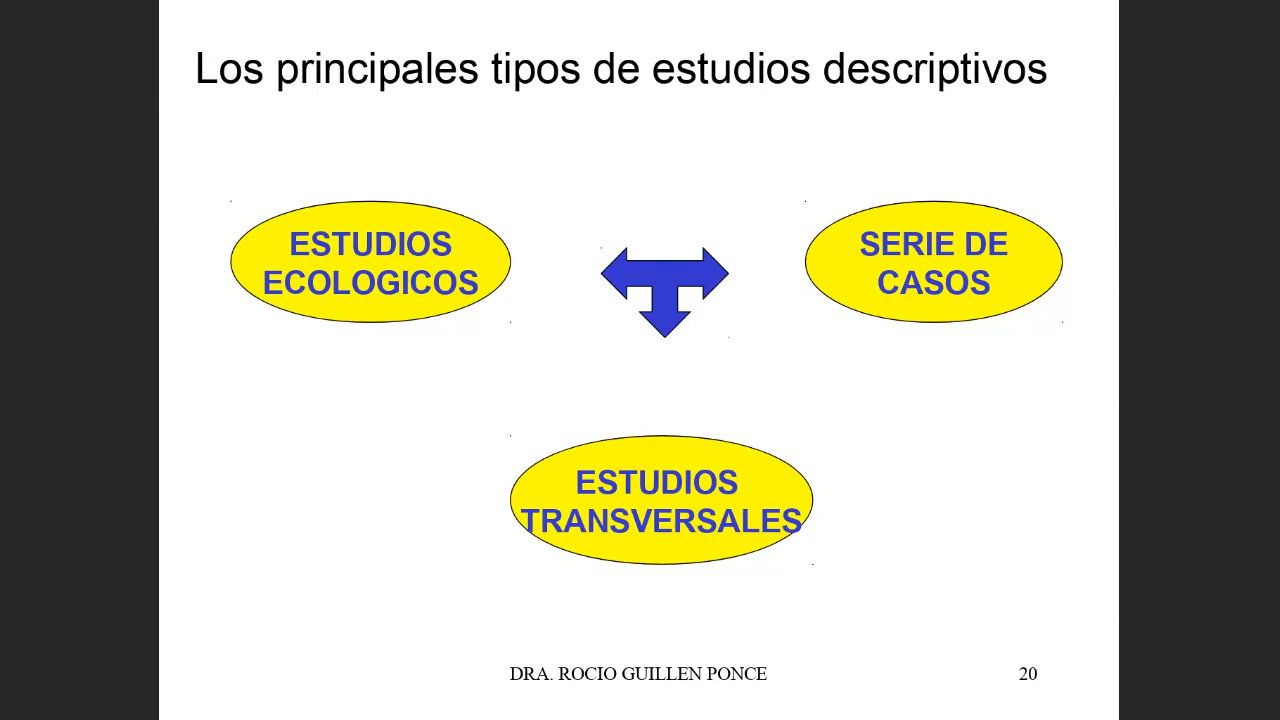 Los principales tipos de estudios descriptivos
ESTUDIOS
ECOLOGICOS
SERIE DE
CASOS
ESTUDIOS
TRANSVERSALES
DRA. ROCIO GUILLEN PONCE
20